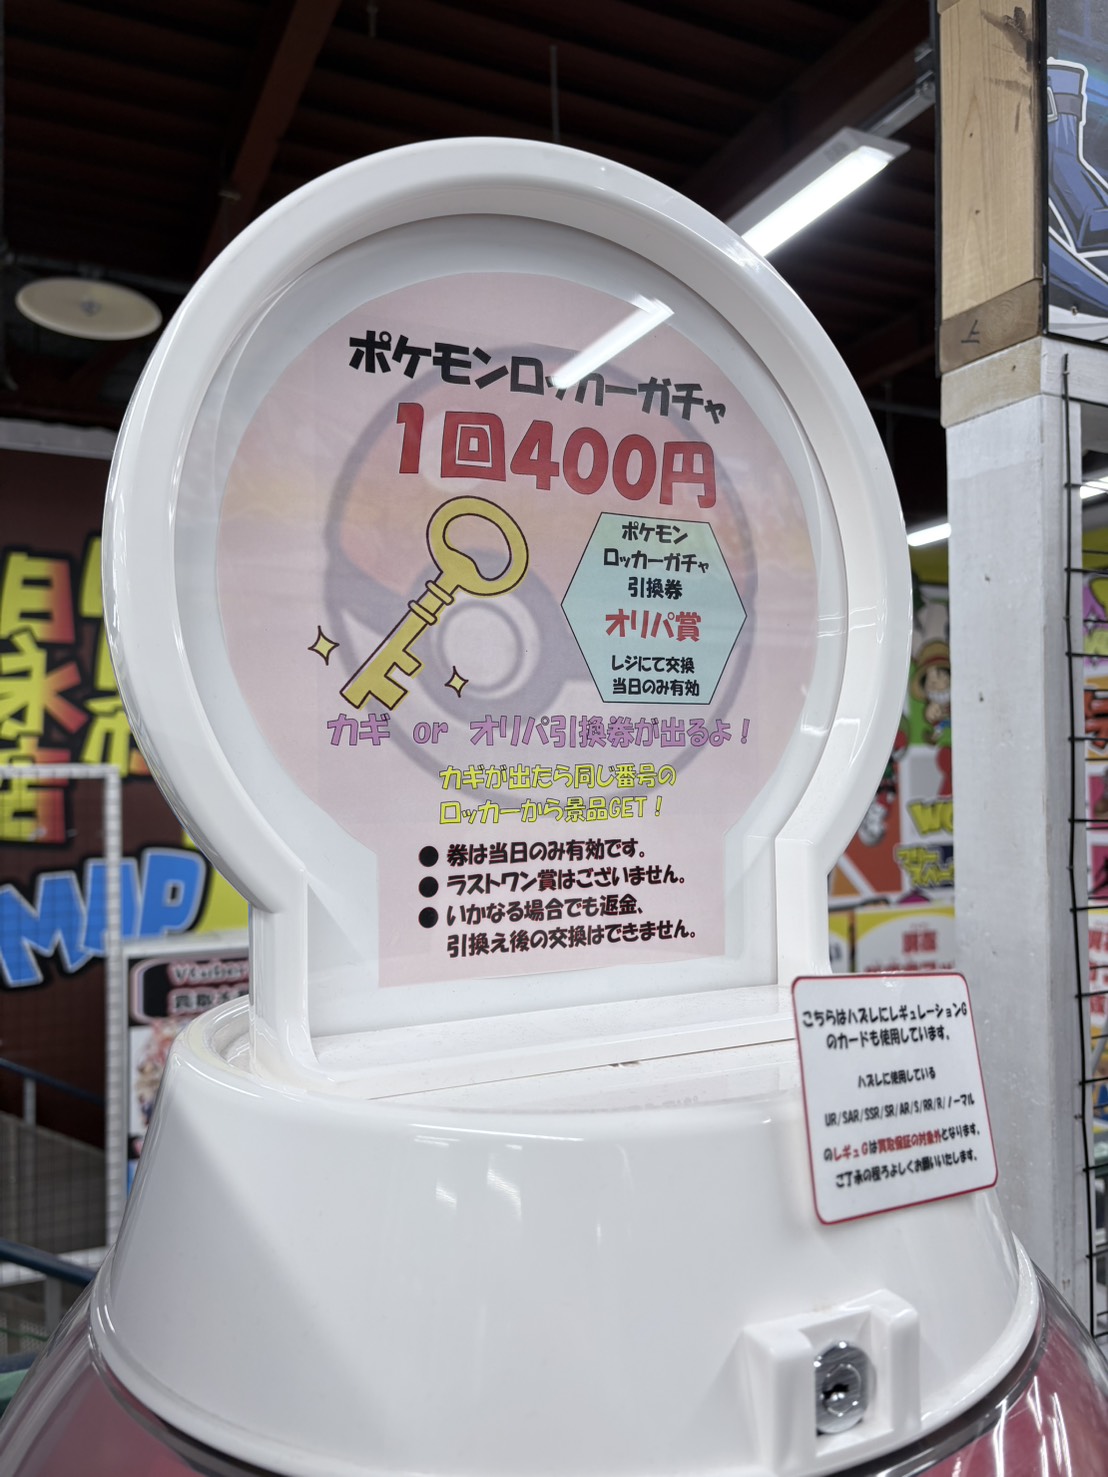 ポケモンロッカーガチャ
1回400円
ポケモン
ロッカーガチャ
引換券
オリパ賞
レジにて交換
当日のみ有効
カギ or オリパ引換券が出るよ!
カギが出たら同じ番号の
ロッカーから景品GET!
●券は当日のみ有効です。
●ラストワン賞はございません。
●いかなる場合でも返金、
引換え後の交換はできません。
こちらはハズレにレギュレーションG
のカードも使用しています。
ハズレに使用している
UR/SAR/SSR/SR/AR/S/RR/R/ノーマル
のレギュGは買取保証の対象外となります。
ご了承の程よろしくお願いいたします。
MAP
上